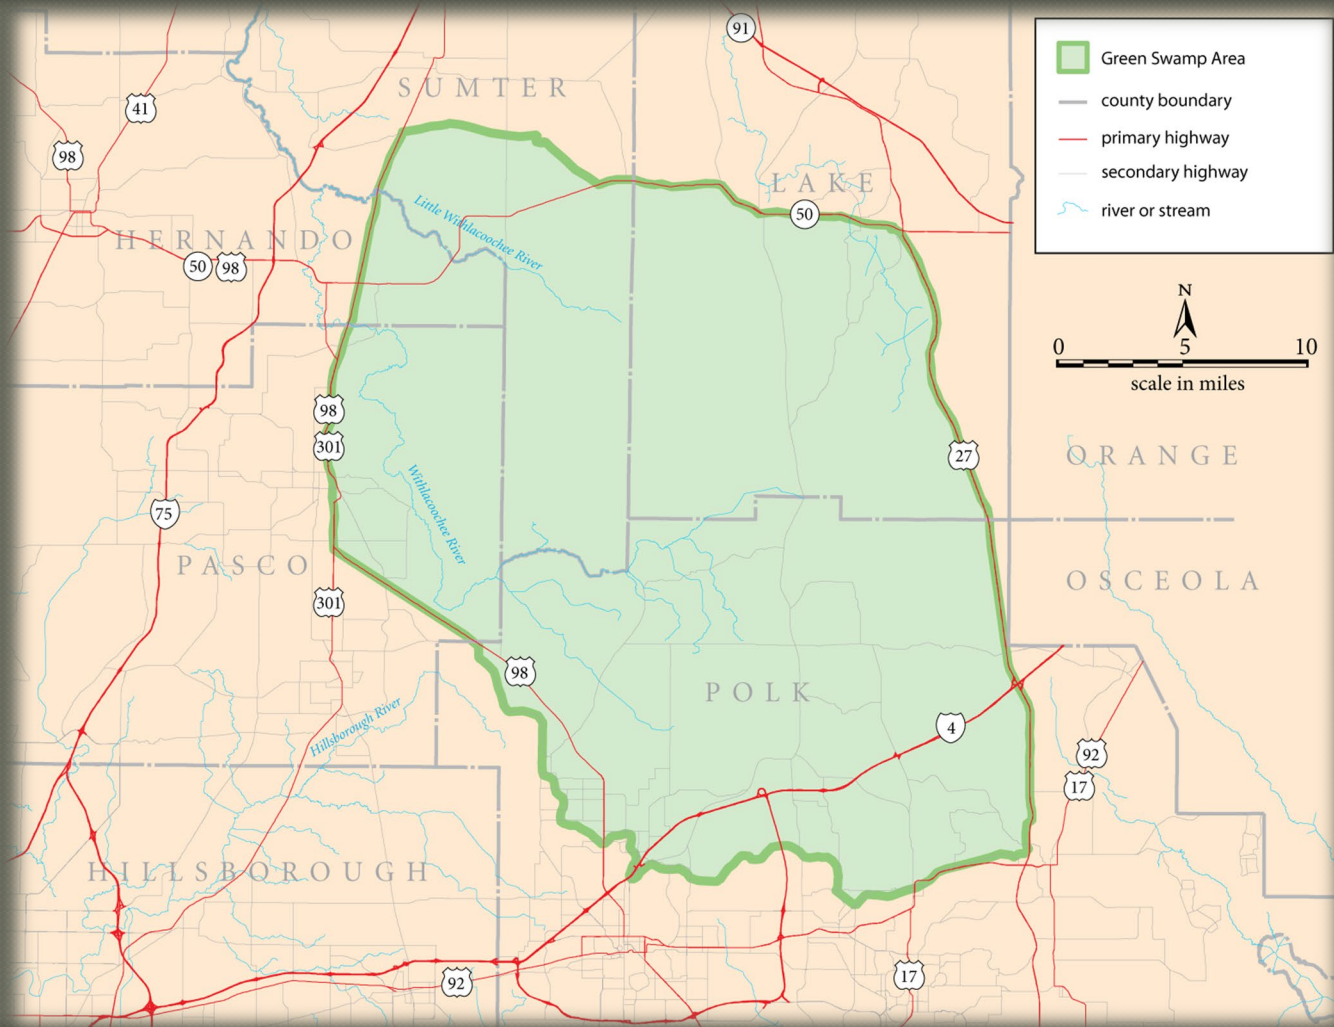 91
Green Swamp Area
county boundary
primary highway
secondary highway
river or stream
SUMTER
41
98
LAKE
50
Little Withlacoochee River
HERNANDO
50
98
N
0
5
10
scale in miles
98
301
27
ORANGE
75
Withlacoochee River
PASCO
OSCEOLA
301
98
POLK
Hillsborough River
4
92
17
HILLSBOROUGH
92
17